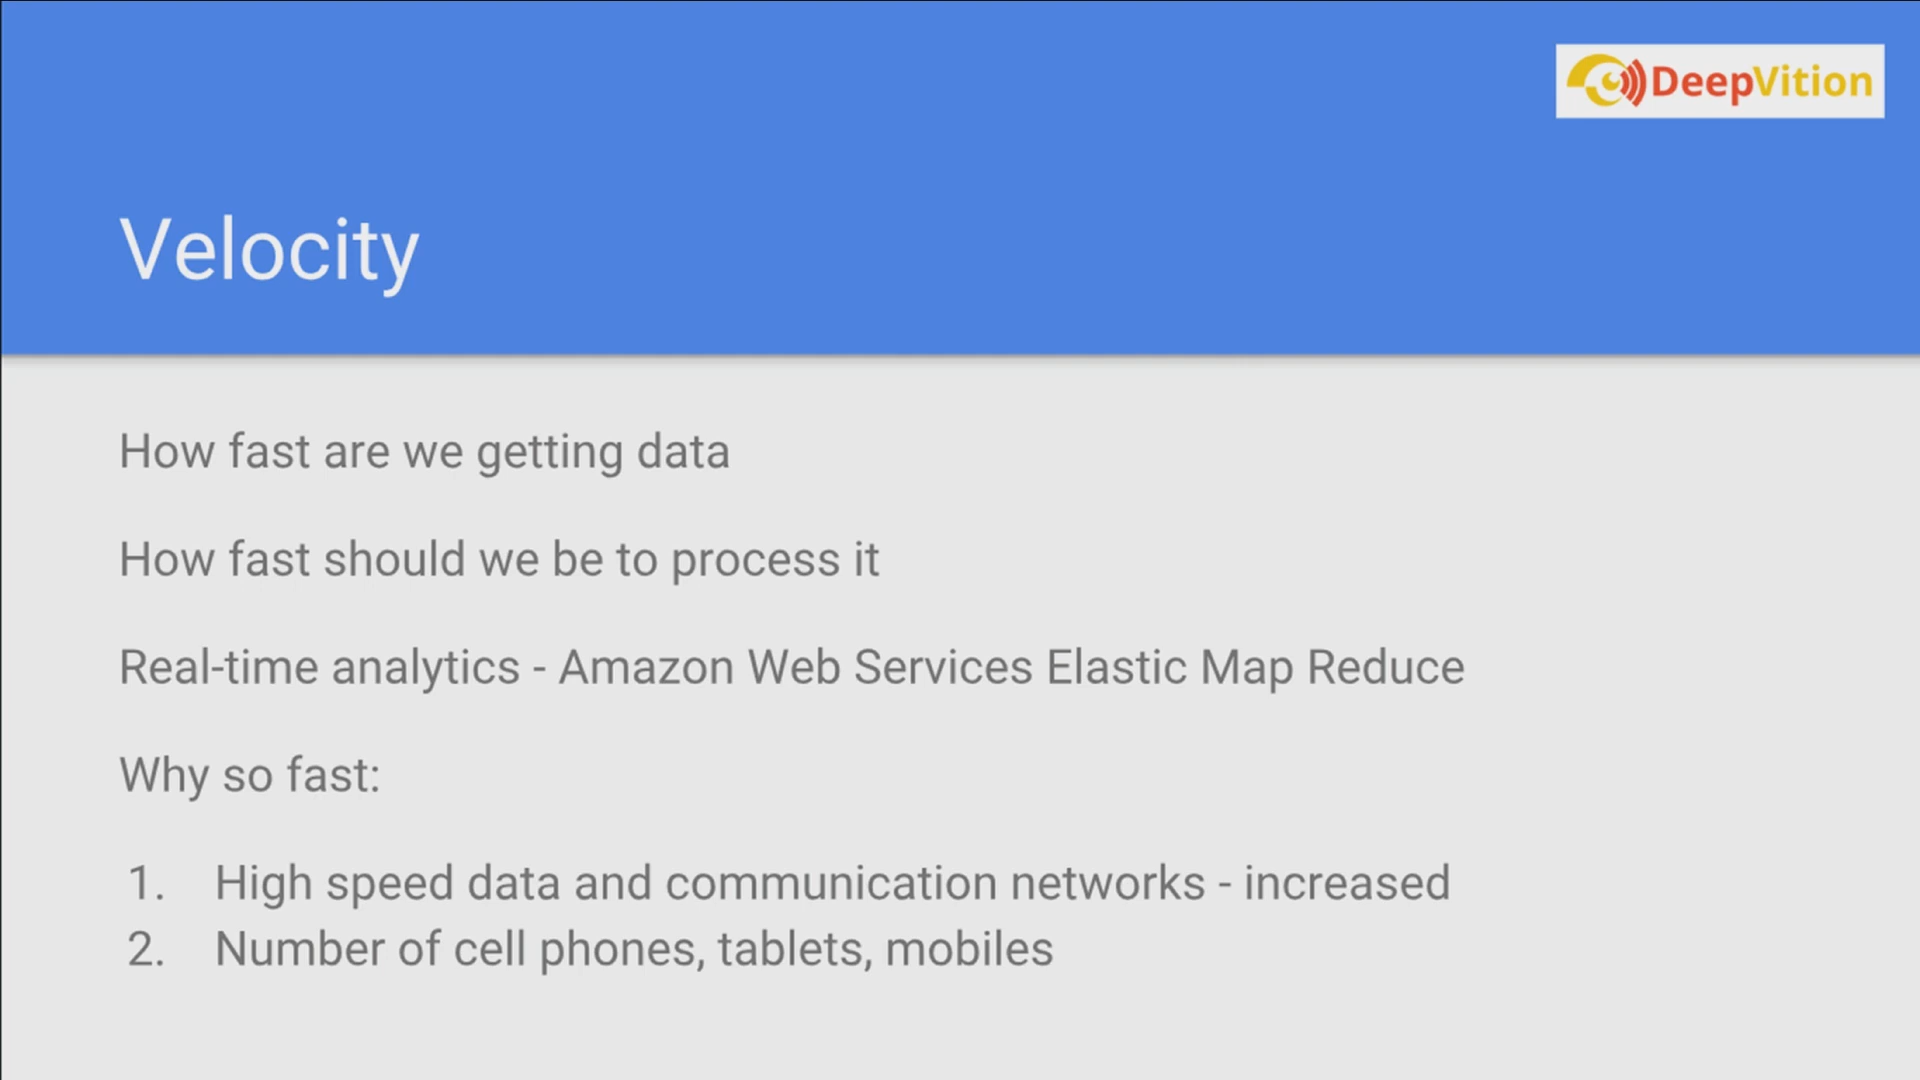 DeepVition
Velocity
How fast are we getting data
How fast should we be to process it
Real-time analytics - Amazon Web Services Elastic Map Reduce
Why so fast:
1. High speed data and communication networks - increased
2. Number of cell phones, tablets, mobiles